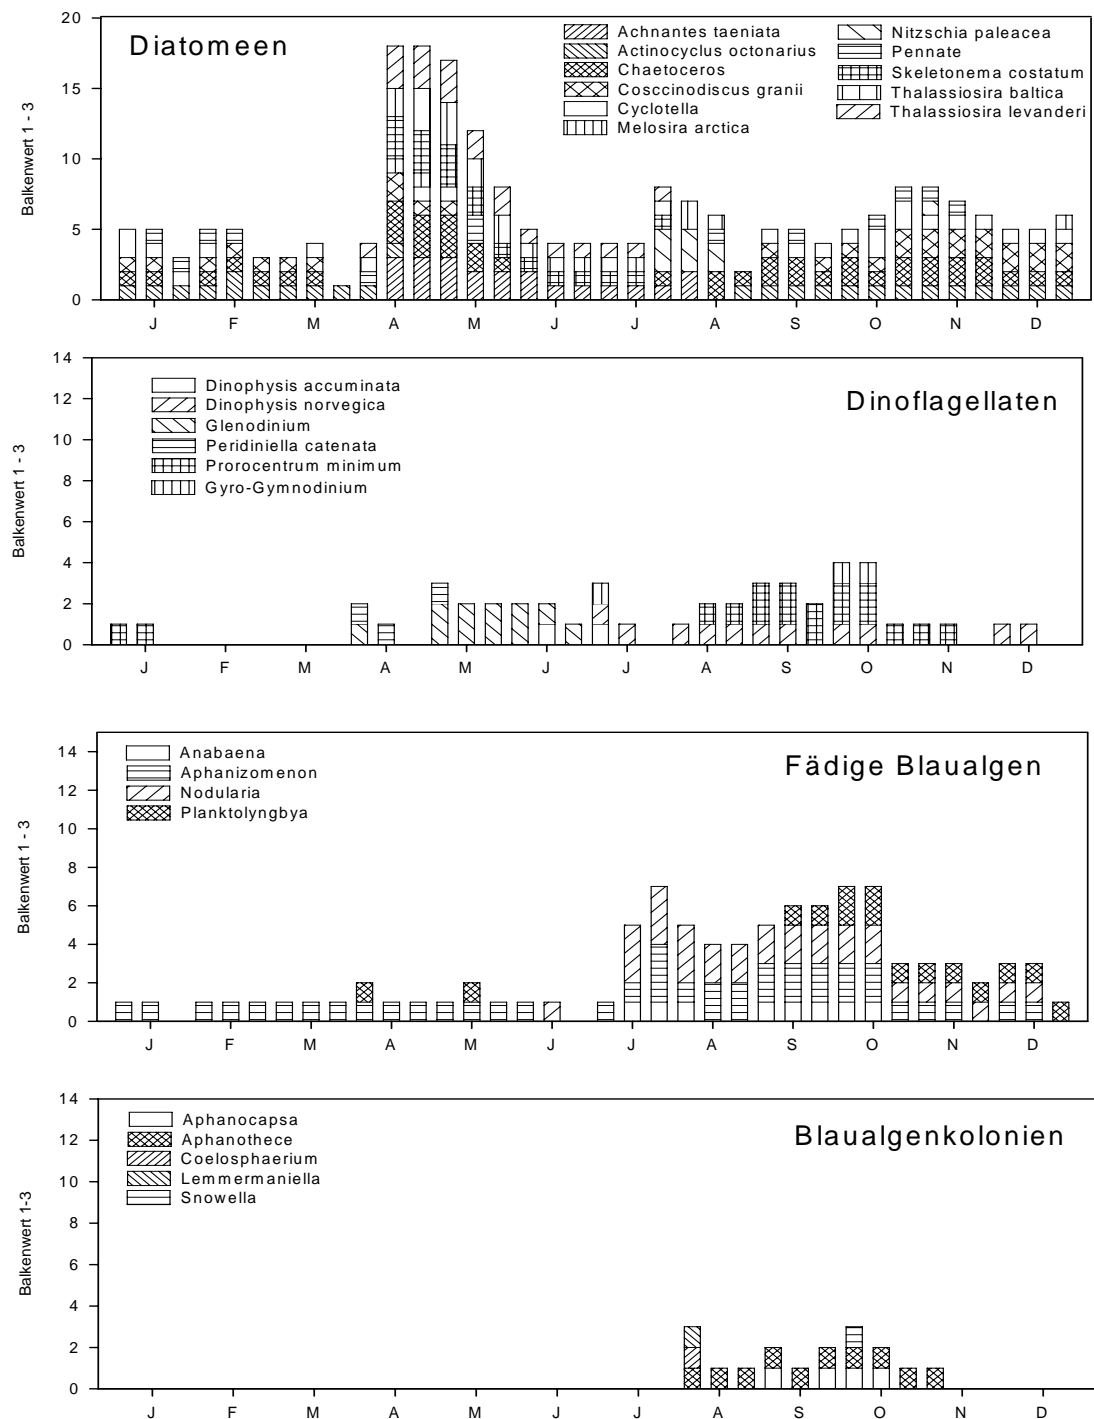 Diatomeen
Achnantes taeniata
Actinocyclus octonarius
Chaetoceros
Cosccinodiscus granii
Cyclotella
Melosira arctica
Nitzschia paleacea
Pennate
Skeletonema costatum
Thalassiosira baltica
Thalassiosira levanderi
Balkenwert 1 - 3
20
15
10
5
0
J F M A M J J A S O N D
Dinoflagellaten
Dinophysis accuminata
Dinophysis norvegica
Glenodinium
Peridiniella catenata
Prorocentrum minimum
Gyro-Gymnodinium
Balkenwert 1 - 3
14
12
10
8
6
4
2
0
J F M A M J J A S O N D
Fädige Blaualgen
Anabaena
Aphanizomenon
Nodularia
Planktolyngbya
Balkenwert 1 - 3
14
12
10
8
6
4
2
0
J F M A M J J A S O N D
Blaualgenkolonien
Aphanocapsa
Aphanothece
Coelosphaerium
Lemmermaniella
Snowella
Balkenwert 1-3
14
12
10
8
6
4
2
0
J F M A M J J A S O N D